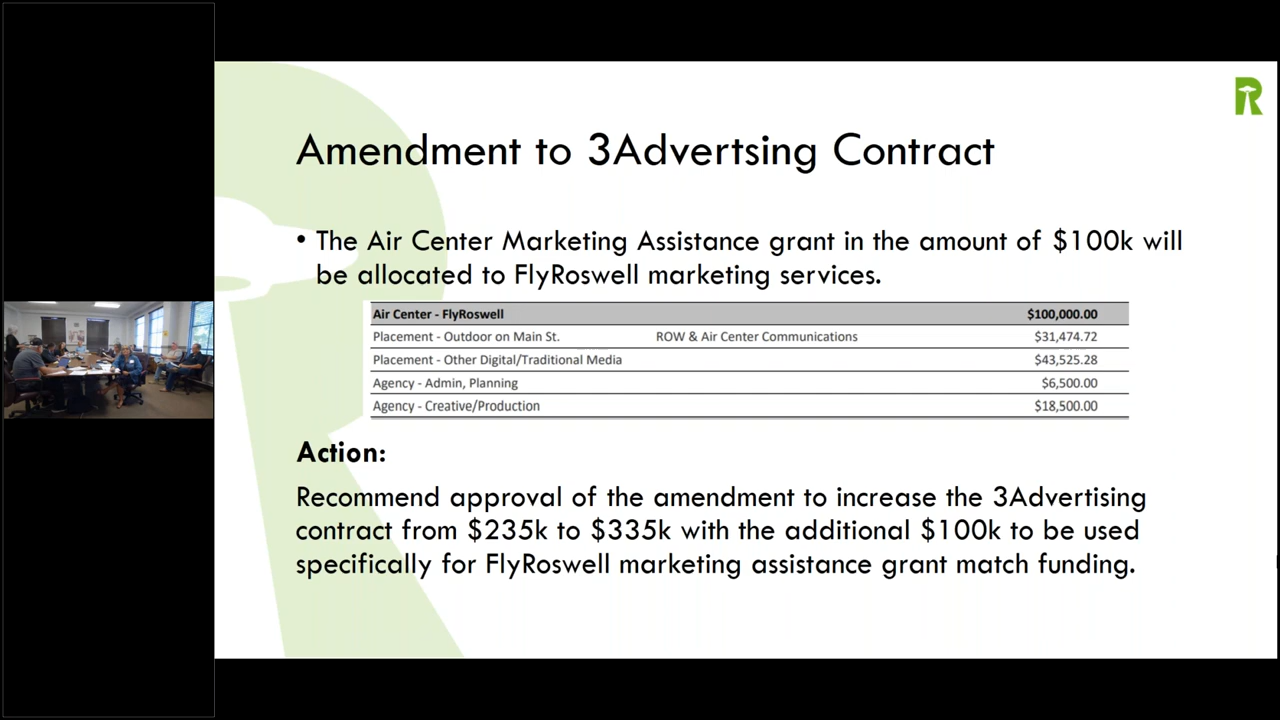 R
Amendment to 3Advertsing Contract
• The Air Center Marketing Assistance grant in the amount of $100k will
be allocated to FlyRoswell marketing services.
Air Center - FlyRoswell $100,000.00
Placement - Outdoor on Main St. ROW & Air Center Communications $31,474.72
Placement - Other Digital/Traditional Media $43,525.28
Agency - Admin, Planning $6,500.00
Agency - Creative/Production $18,500.00
Action:
Recommend approval of the amendment to increase the 3Advertising
contract from $235k to $335k with the additional $100k to be used
specifically for FlyRoswell marketing assistance grant match funding.